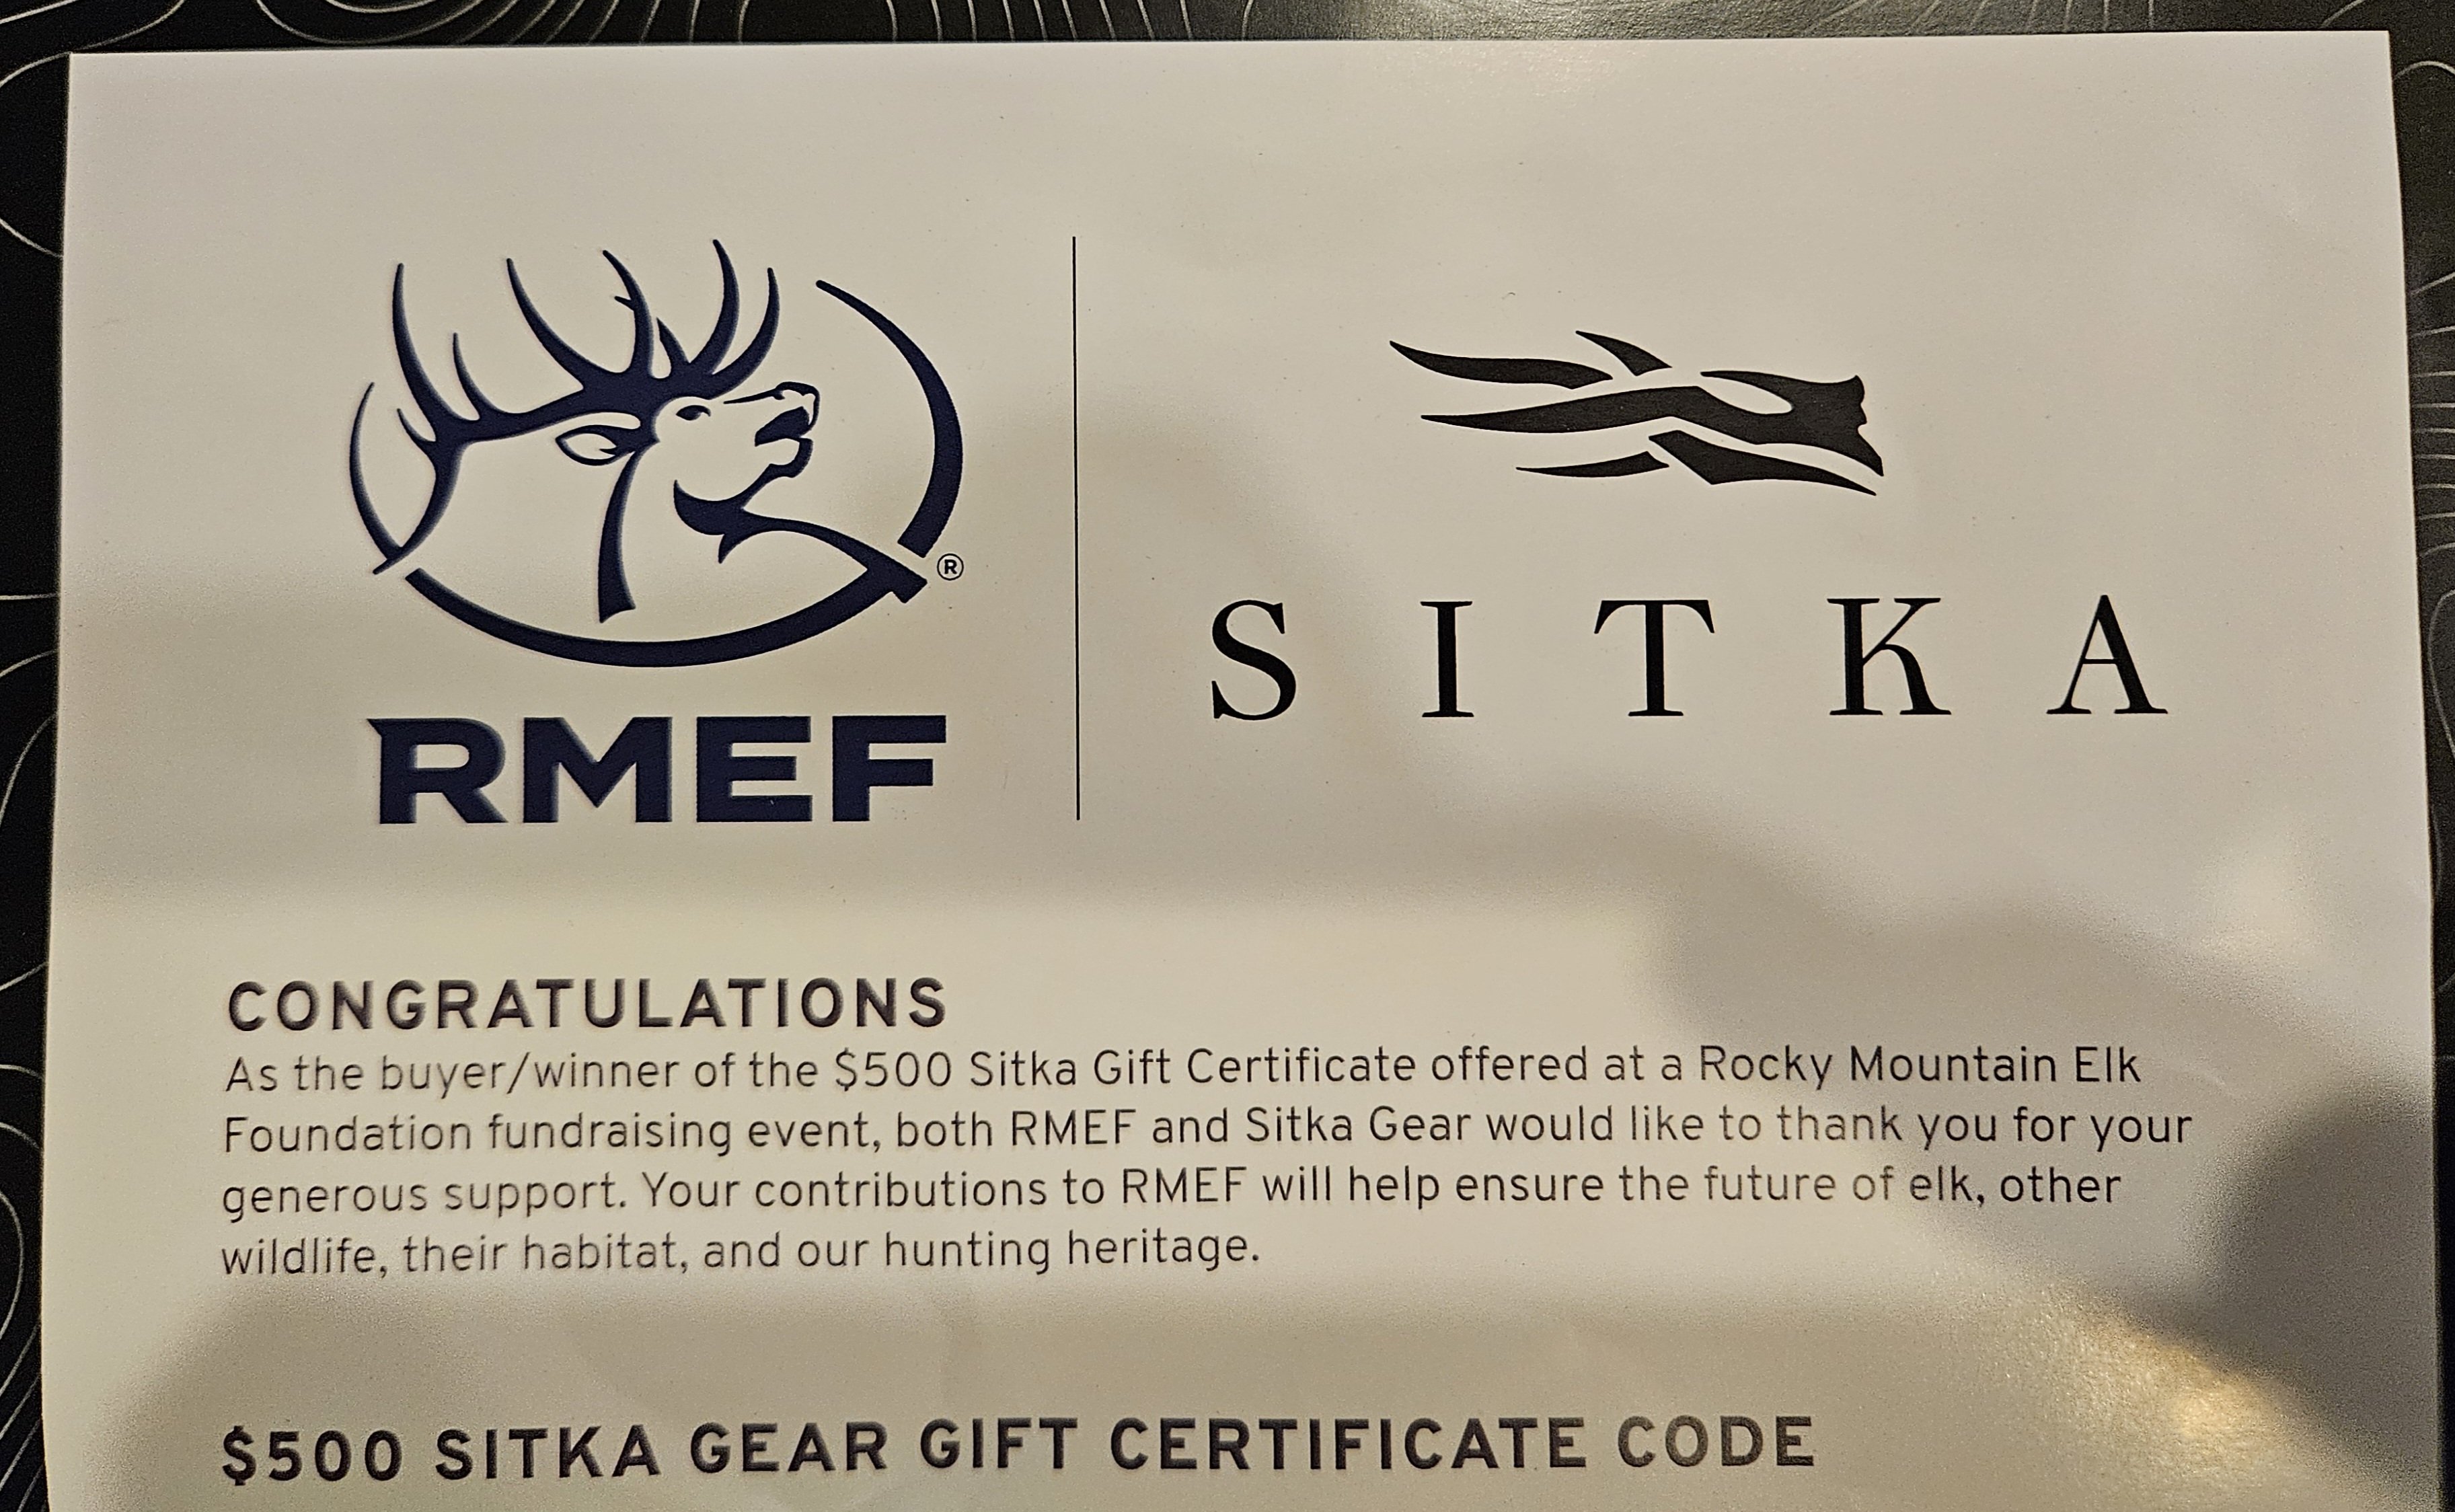 ®
RMEF
SITKA
CONGRATULATIONS
As the buyer/winner of the $500 Sitka Gift Certificate offered at a Rocky Mountain Elk
Foundation fundraising event, both RMEF and Sitka Gear would like to thank you for your
generous support. Your contributions to RMEF will help ensure the future of elk, other
wildlife, their habitat, and our hunting heritage.
$500 SITKA GEAR GIFT CERTIFICATE CODE